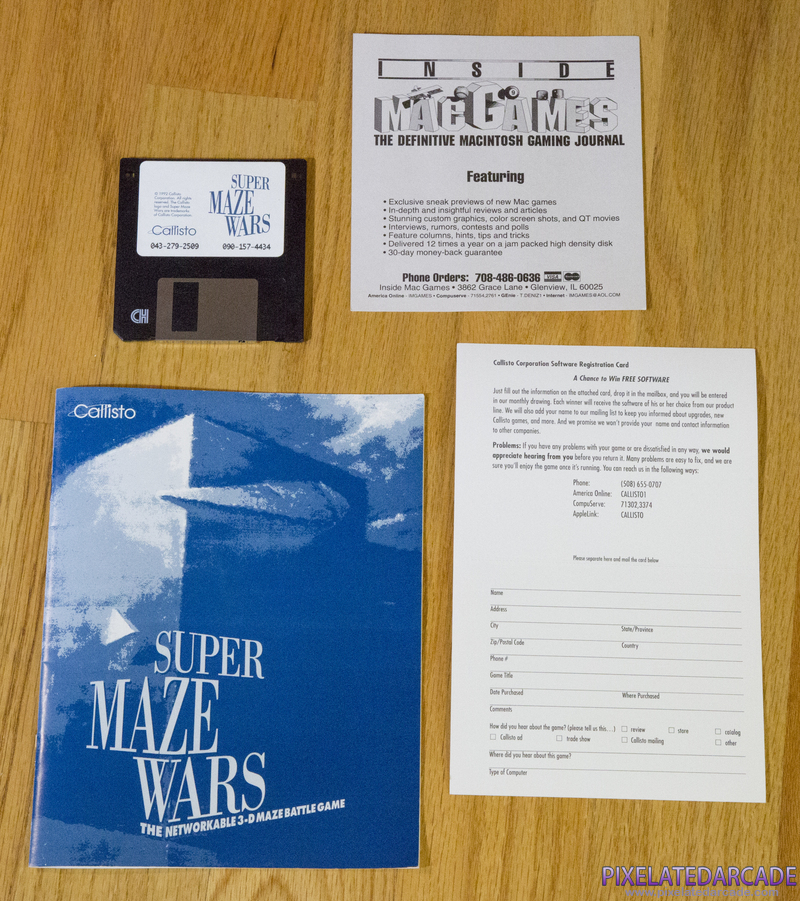 INSIDE
MACGAMES
THE DEFINITIVE MACINTOSH GAMING JOURNAL
Featuring
• Exclusive sneak previews of new Mac games
• In-depth and insightful reviews and articles
• Stunning custom graphics, color screen shots, and QT movies
• Interviews, rumors, contests and polls
• Feature columns, hints, tips and tricks
• Delivered 12 times a year on a jam packed high density disk
• 30-day money-back guarantee
Phone Orders: 708-486-0636 VISA
Inside Mac Games • 3862 Grace Lane • Glenview, IL 60025
America Online · IMGAMES • Compuserve · 71554,2761 • GEnie · T.DENIZ1 • Internet · IMGAMES@AOL.COM
SUPER
MAZE
WARS
Corporation. All rights
reserved. The Callisto
logo and Super Maze
Wars are trademarks
of Callisto Corporation.
Callisto
043-279-2509 090-157-4434
CH
Callisto
SUPER
MAZE
WARS
THE NETWORKABLE 3-D MAZE BATTLE GAME
Callisto Corporation Software Registration Card
A Chance to Win FREE SOFTWARE
Just fill out the information on the attached card, drop it in the mailbox, and you will be entered
in our monthly drawing. Each winner will receive the software of his or her choice from our product
line. We will also add your name to our mailing list to keep you informed about upgrades, new
Callisto games, and more. And we promise we won't provide your name and contact information
to other companies.
Problems: If you have any problems with your game or are dissatisfied in any way, we would
appreciate hearing from you before you return it. Many problems are easy to fix, and we are
sure you'll enjoy the game once it's running. You can reach us in the following ways:
Phone: (508) 655-0707
America Online: CALLISTO1
CompuServe: 71302,3374
AppleLink: CALLISTO
Please separate here and mail the card below
Name
Address
City State/Province
Zip/Postal Code Country
Phone #
Game Title
Date Purchased Where Purchased
Comments
How did you hear about the game? (please tell us this...) ☐ review ☐ store ☐ catalog
☐ Callisto ad ☐ trade show ☐ Callisto mailing ☐ other
Where did you hear about this game?
Type of Computer
PIXELATEDARCADE
www.pixelatedarcade.com